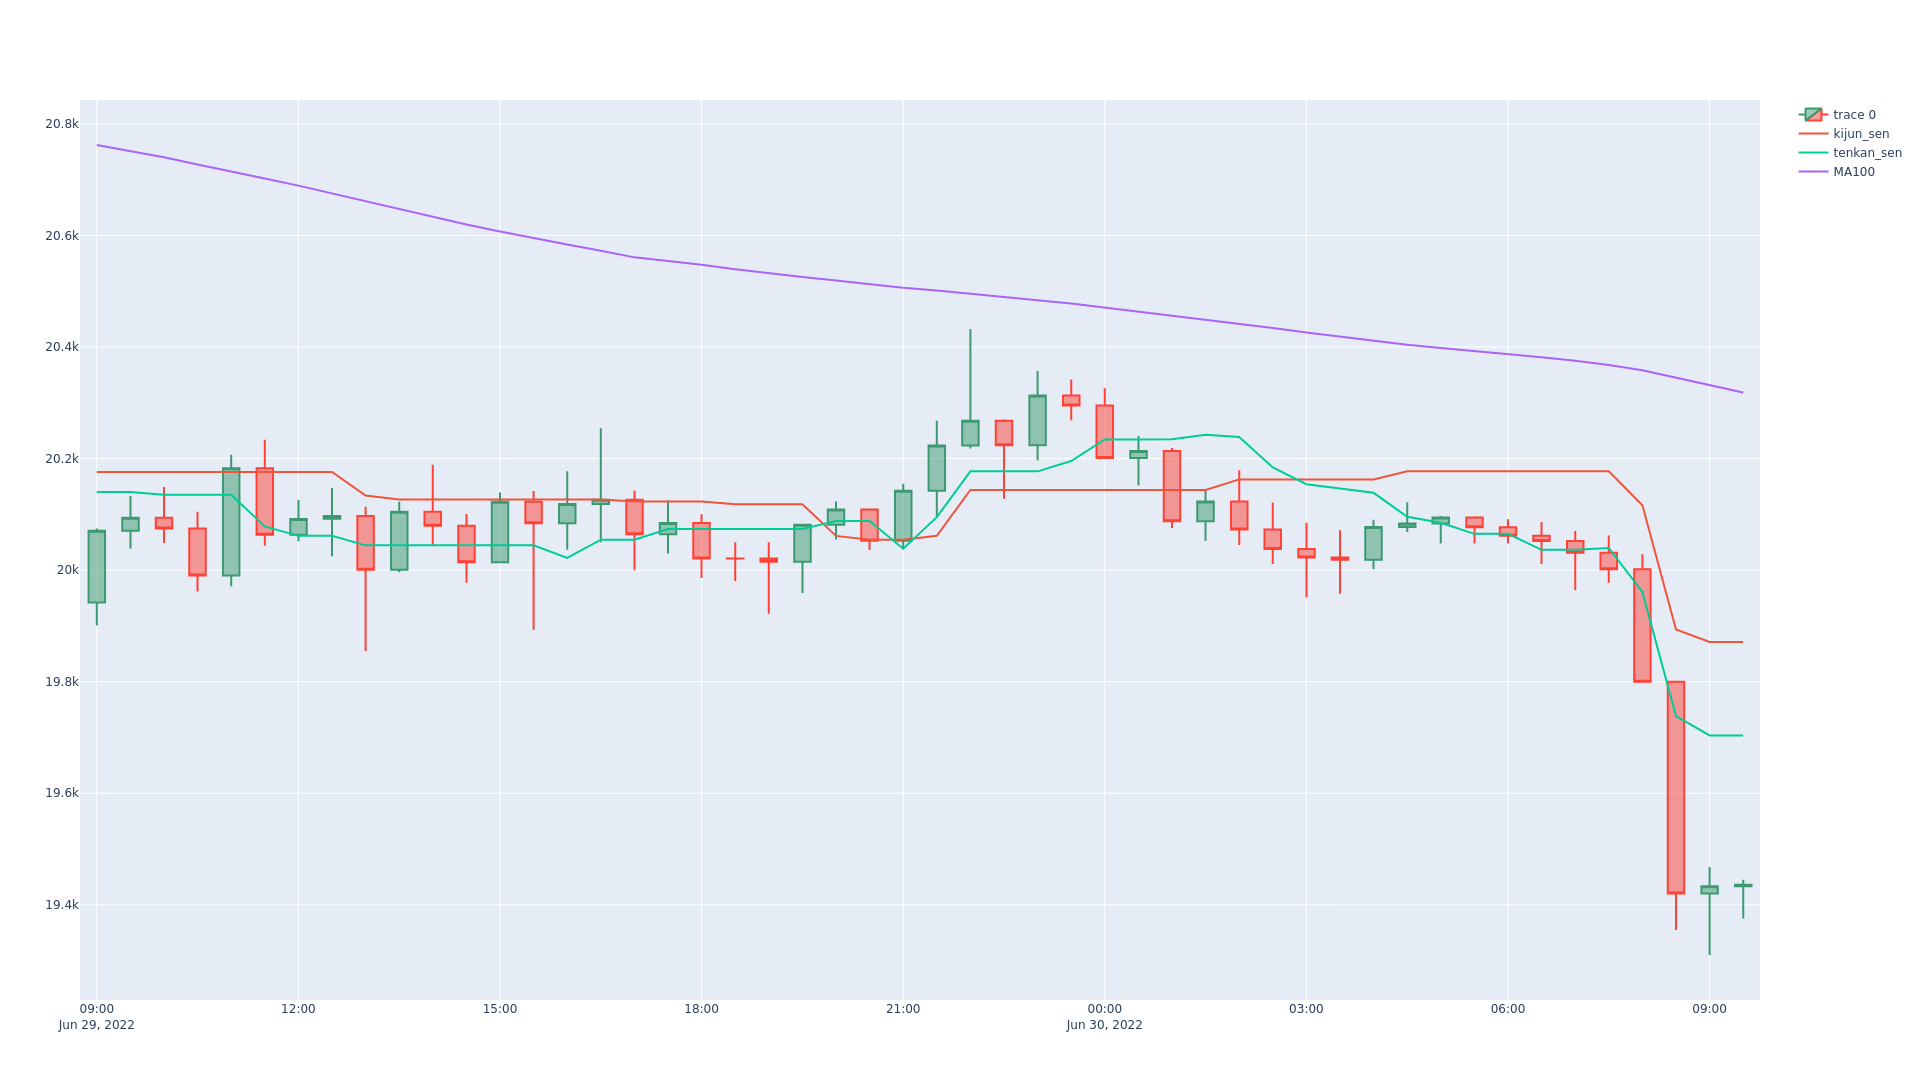 20.8k
20.6k
20.4k
20.2k
20k
19.8k
19.6k
19.4k
09:00 12:00 15:00 18:00 21:00 00:00 03:00 06:00 09:00
Jun 29, 2022 Jun 30, 2022
trace 0
kijun_sen
tenkan_sen
MA100